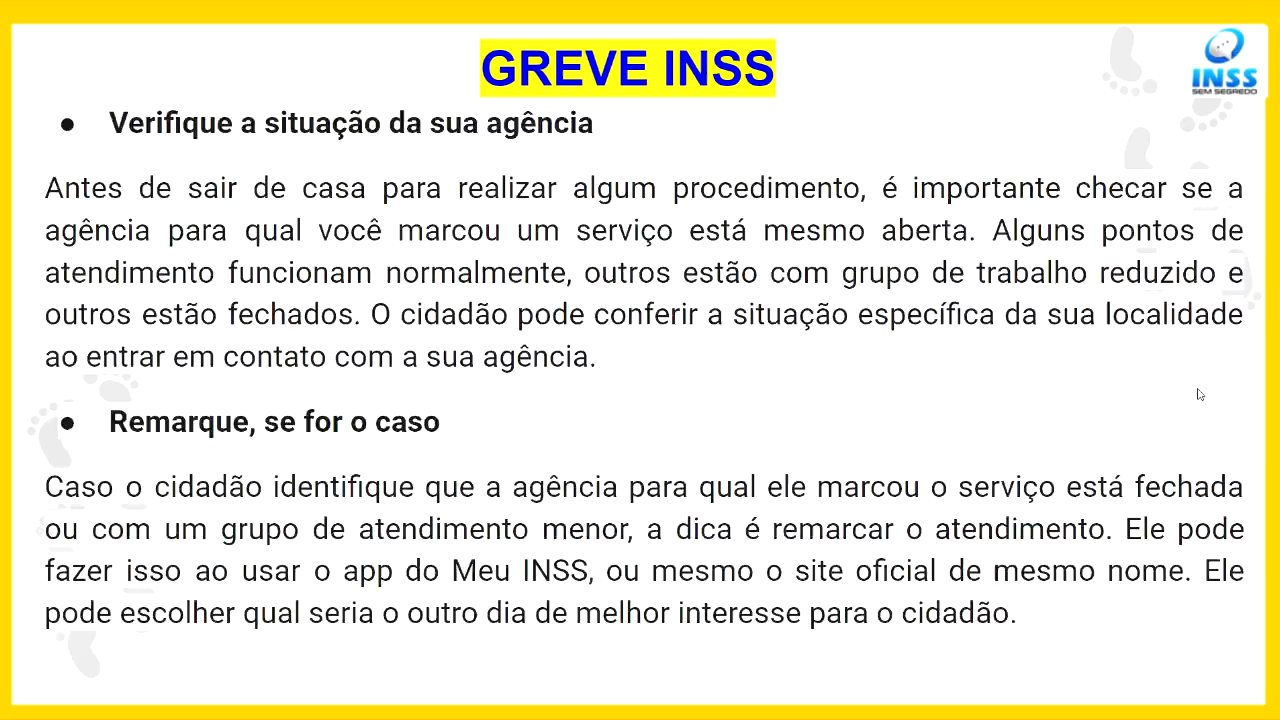 GREVE INSS
INSS
SEM SEGREDO
● Verifique a situação da sua agência
Antes de sair de casa para realizar algum procedimento, é importante checar se a
agência para qual você marcou um serviço está mesmo aberta. Alguns pontos de
atendimento funcionam normalmente, outros estão com grupo de trabalho reduzido e
outros estão fechados. O cidadão pode conferir a situação específica da sua localidade
ao entrar em contato com a sua agência.
● Remarque, se for o caso
Caso o cidadão identifique que a agência para qual ele marcou o serviço está fechada
ou com um grupo de atendimento menor, a dica é remarcar o atendimento. Ele pode
fazer isso ao usar o app do Meu INSS, ou mesmo o site oficial de mesmo nome. Ele
pode escolher qual seria o outro dia de melhor interesse para o cidadão.